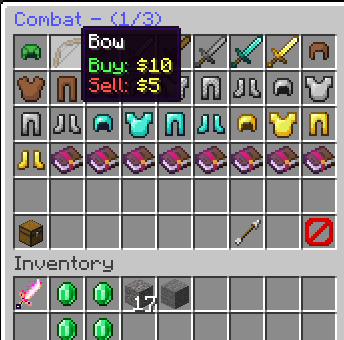 Combat - (1/3)
Bow
Buy: $10
Sell: $5
Inventory
17